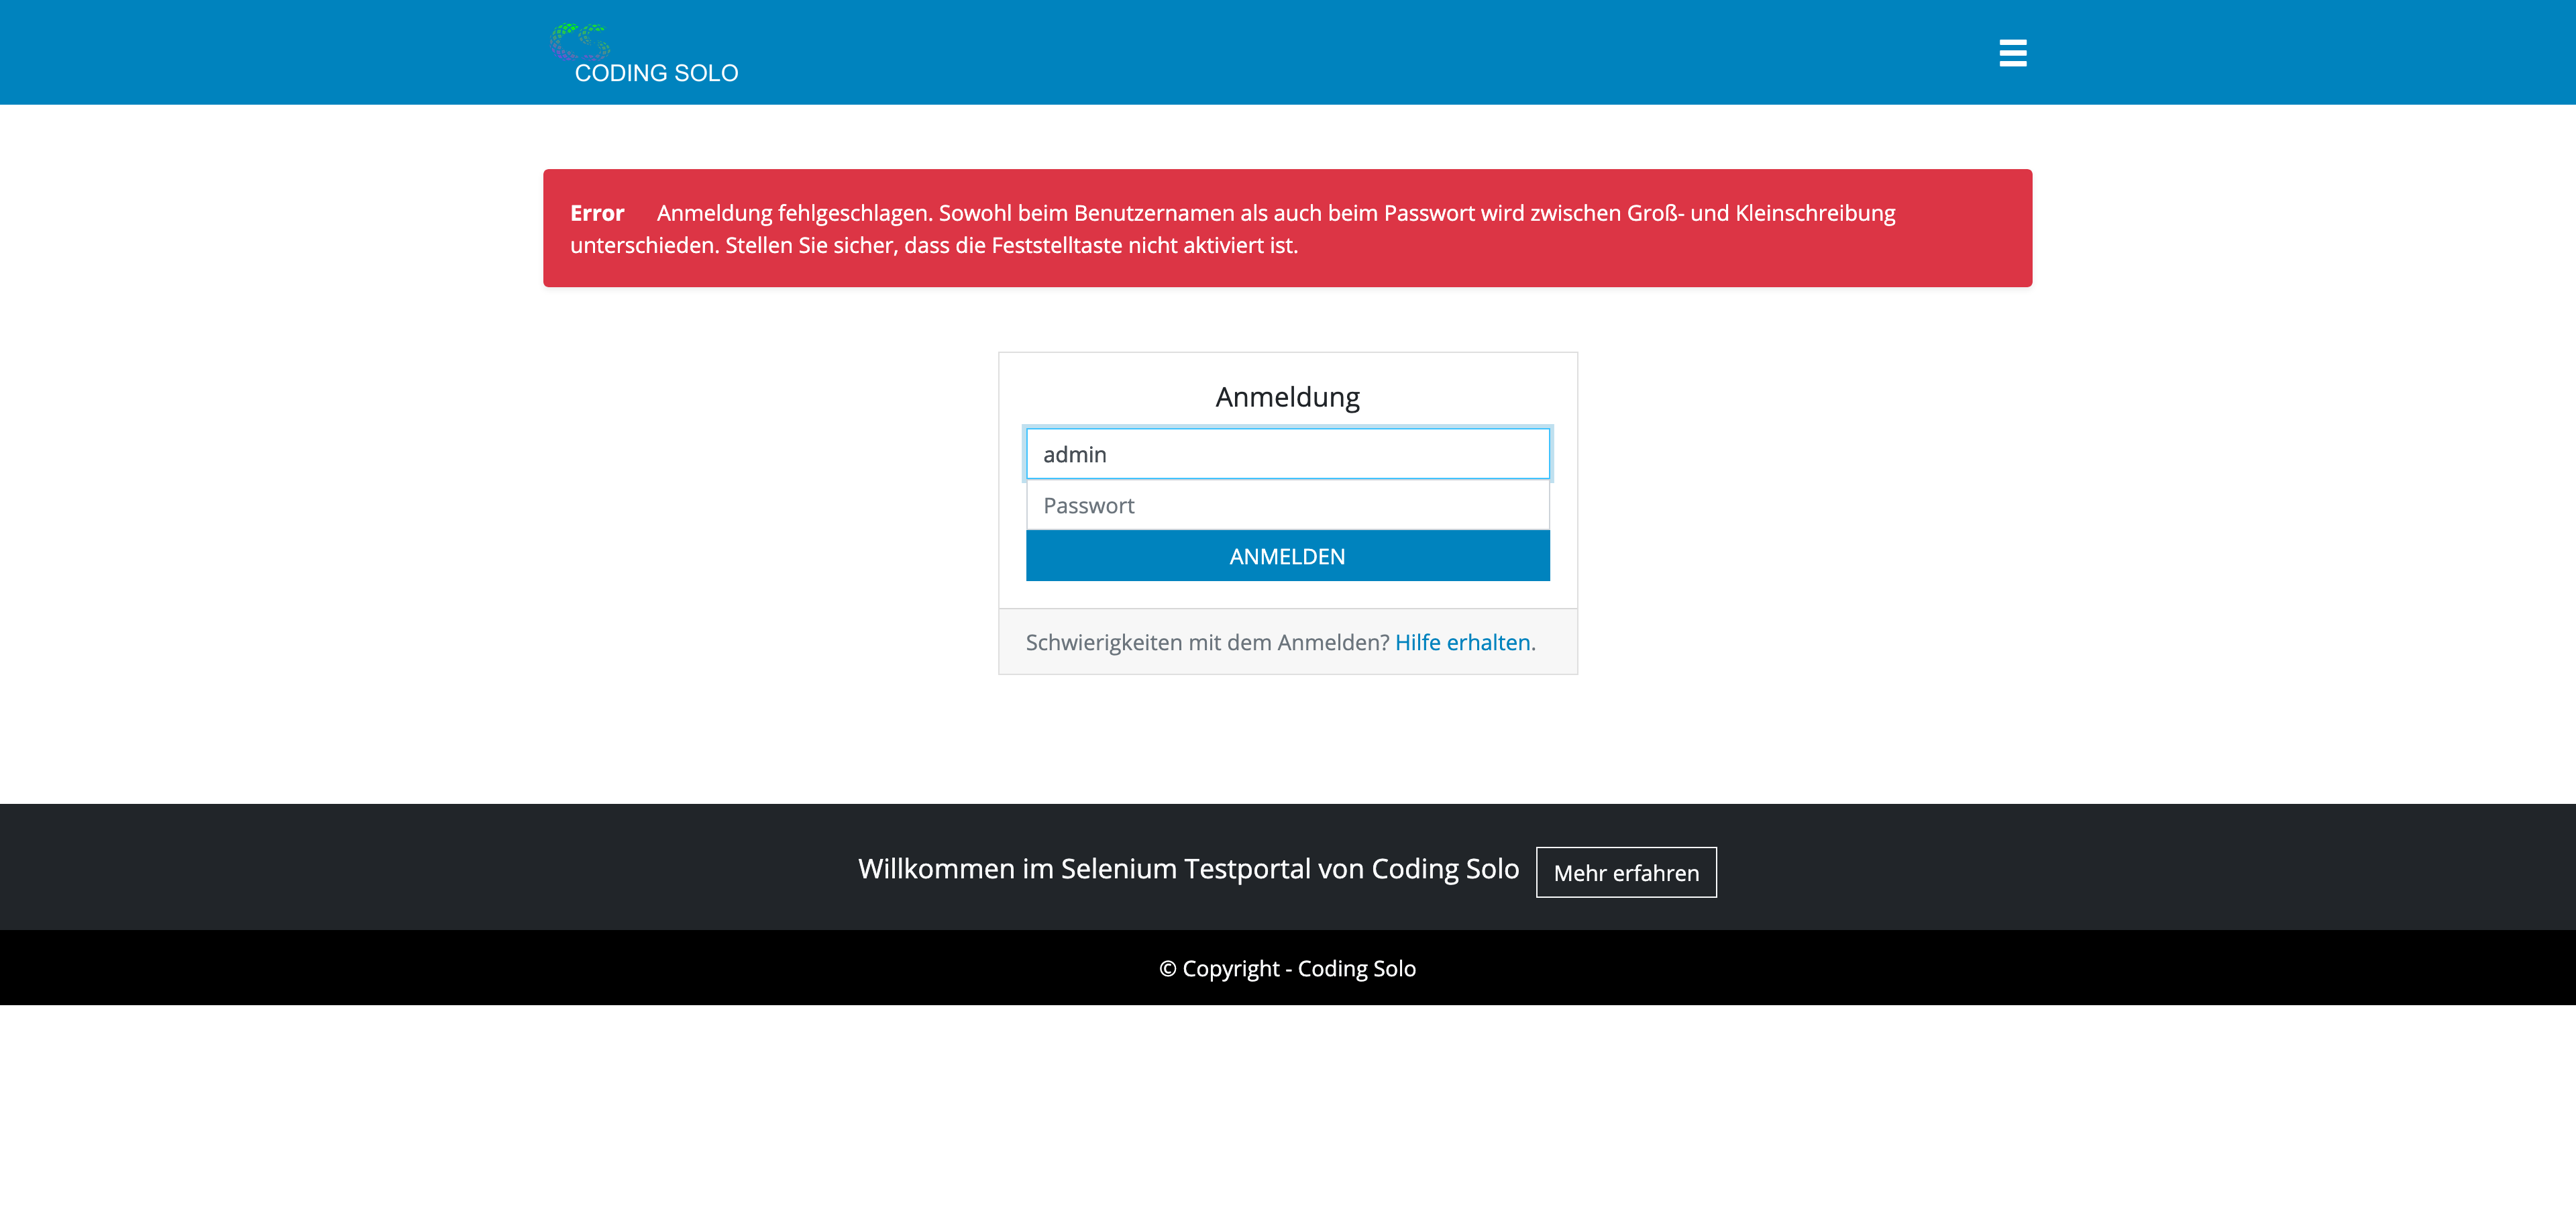 CODING SOLO
Error Anmeldung fehlgeschlagen. Sowohl beim Benutzernamen als auch beim Passwort wird zwischen Groß- und Kleinschreibung
unterschieden. Stellen Sie sicher, dass die Feststelltaste nicht aktiviert ist.
Anmeldung
admin
Passwort
ANMELDEN
Schwierigkeiten mit dem Anmelden? Hilfe erhalten.
Willkommen im Selenium Testportal von Coding Solo Mehr erfahren
© Copyright - Coding Solo